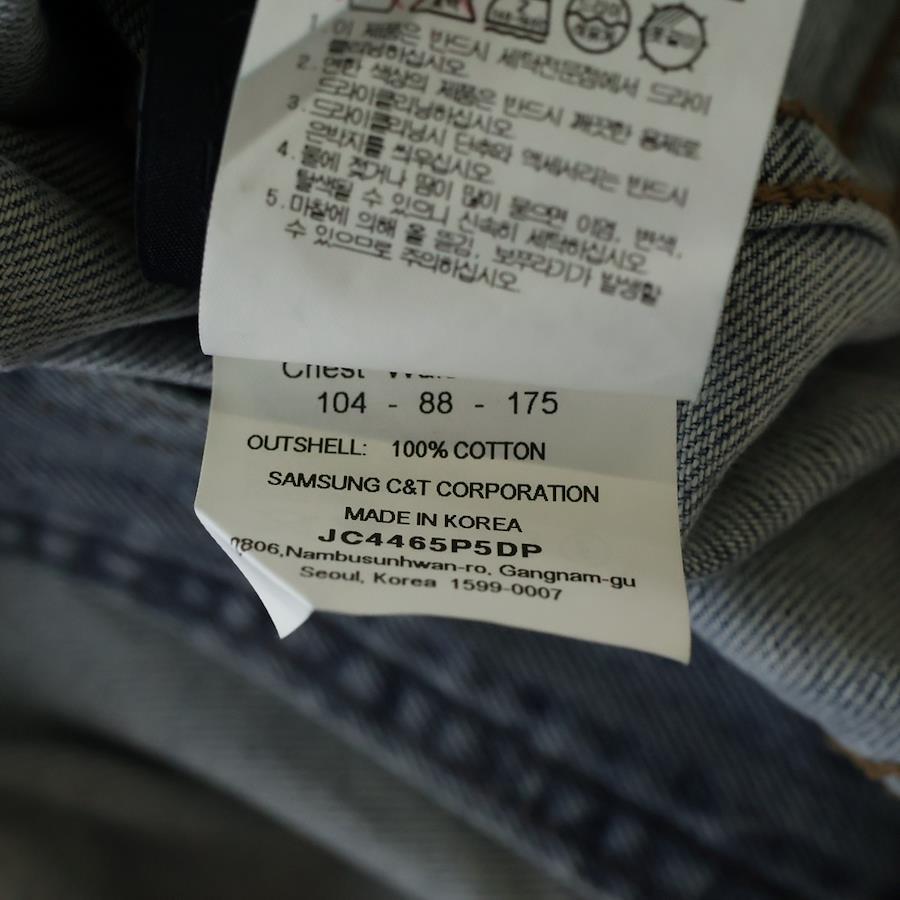 1. 이 제품은 반드시 세탁전문점에서 드라이
클리닝하십시오.
2. 연한 색상의 제품은 반드시 깨끗한 용제로
드라이클리닝하십시오.
3. 드라이클리닝시 단추와 악세서리는 반드시
은박지를 씌우십시오.
4. 물에 젖거나 땀이 많이 묻으면 이염, 변색,
탈색될 수 있으니 신속히 세탁하십시오.
5. 마찰에 의해 올 뜯김, 보푸라기가 발생할
수 있으므로 주의하십시오.
Chest
104 - 88 - 175
OUTSHELL: 100% COTTON
SAMSUNG C&T CORPORATION
MADE IN KOREA
JC4465P5DP
Nambusunhwan-ro, Gangnam-gu
Seoul, Korea 1599-0007